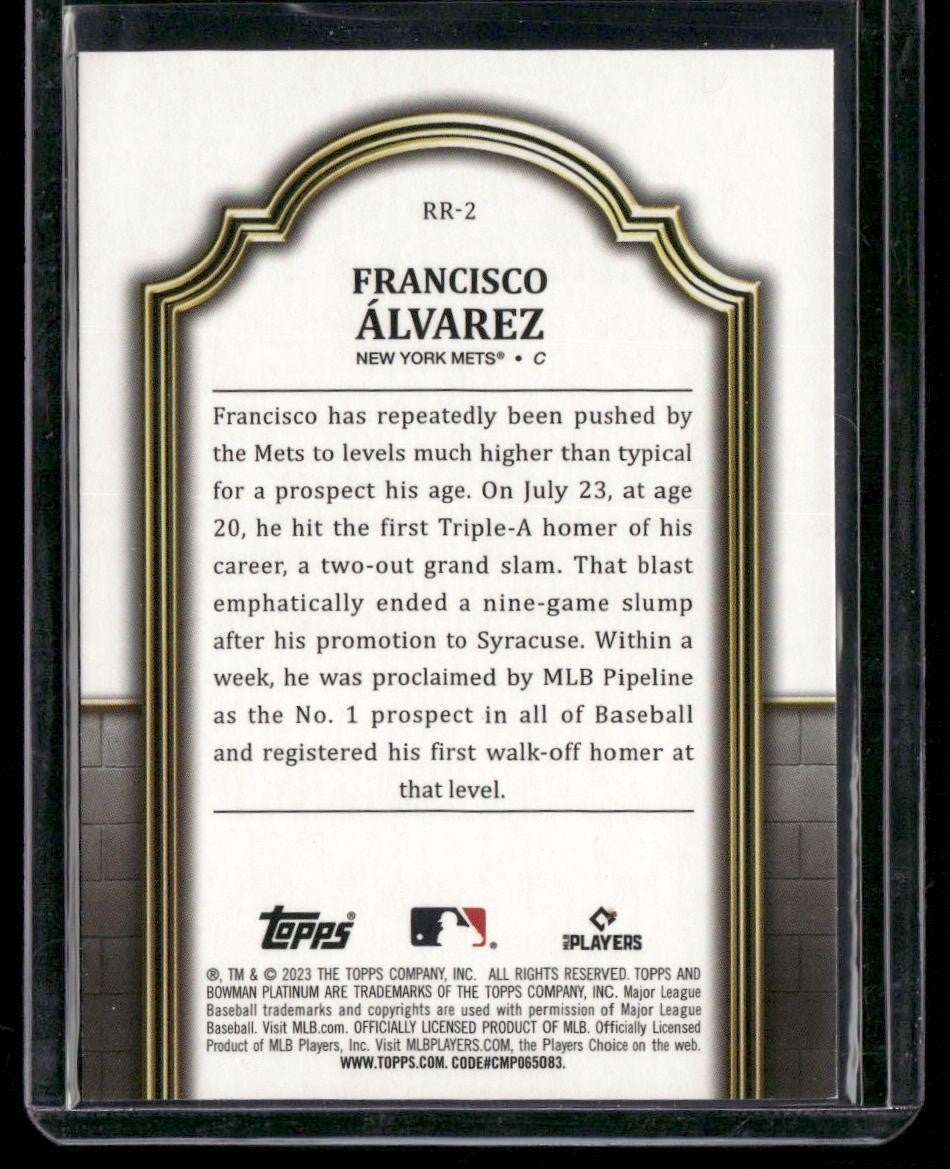 RR-2
FRANCISCO
ÁLVAREZ
NEW YORK METS® • C
Francisco has repeatedly been pushed by
the Mets to levels much higher than typical
for a prospect his age. On July 23, at age
20, he hit the first Triple-A homer of his
career, a two-out grand slam. That blast
emphatically ended a nine-game slump
after his promotion to Syracuse. Within a
week, he was proclaimed by MLB Pipeline
as the No. 1 prospect in all of Baseball
and registered his first walk-off homer at
that level.
Topps® ® MLB PLAYERS
®, TM & © 2023 THE TOPPS COMPANY, INC. ALL RIGHTS RESERVED. TOPPS AND
BOWMAN PLATINUM ARE TRADEMARKS OF THE TOPPS COMPANY, INC. Major League
Baseball trademarks and copyrights are used with permission of Major League
Baseball. Visit MLB.com. OFFICIALLY LICENSED PRODUCT OF MLB. Officially Licensed
Product of MLB Players, Inc. Visit MLBPLAYERS.COM, the Players Choice on the web.
WWW.TOPPS.COM. CODE#CMP065083.